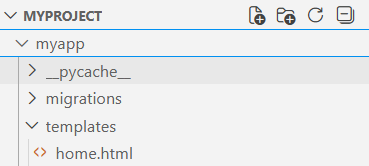 MYPROJECT
myapp
__pycache__
migrations
templates
<> home.html